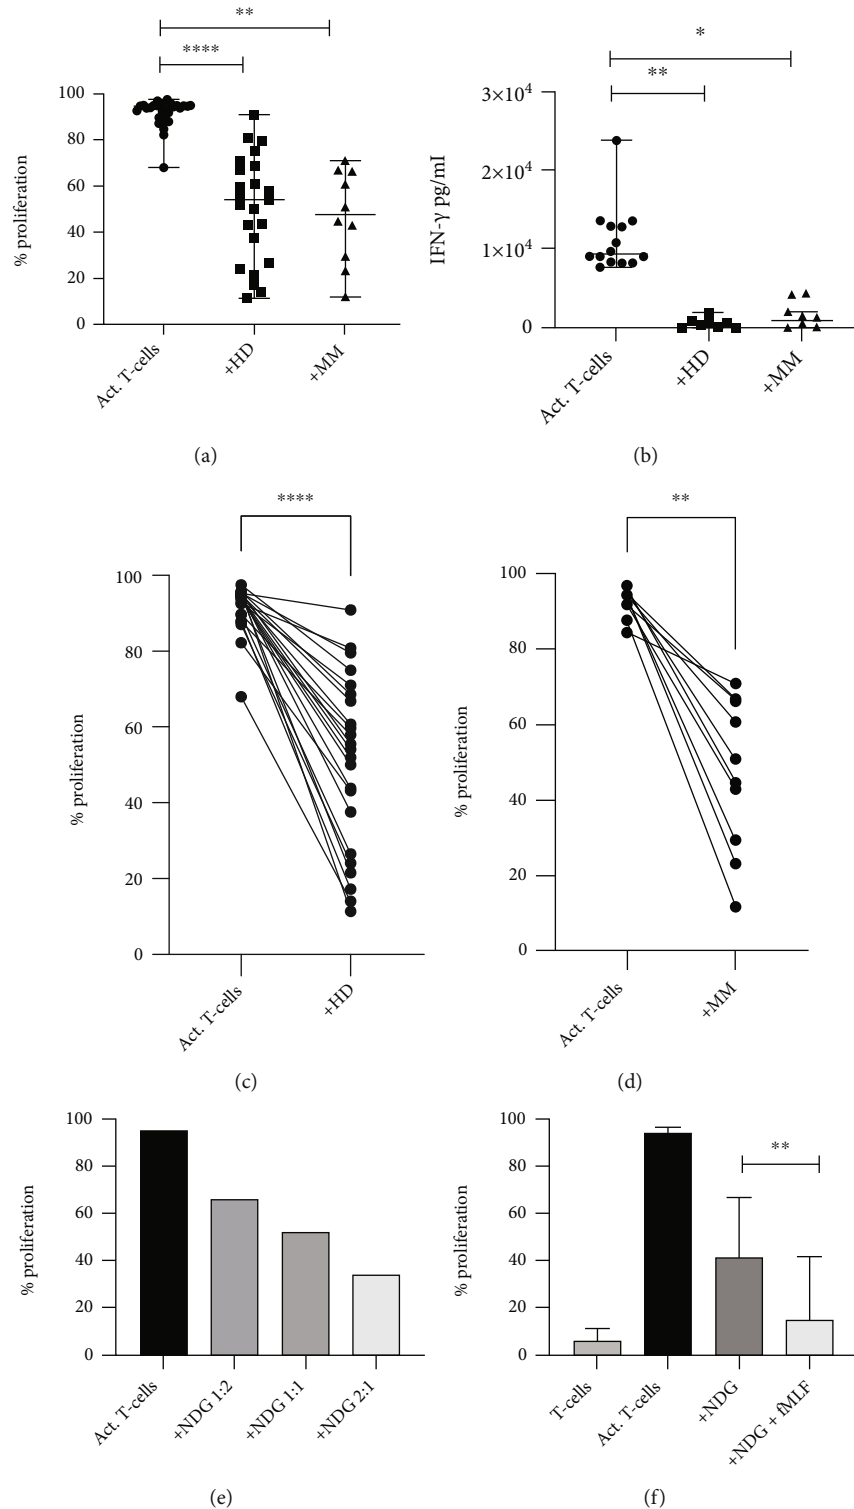 **
****
100
80
60
40
20
0
% proliferation
Act. T-cells
+HD
+MM
(a)
*
**
3×10⁴
2×10⁴
1×10⁴
0
IFN-γ pg/mI
Act. T-cells
+HD
+MM
(b)
****
100
80
60
40
20
0
% proliferation
Act. T-cells
+HD
(c)
**
100
80
60
40
20
0
% proliferation
Act. T-cells
+MM
(d)
100
80
60
40
20
0
% proliferation
Act. T-cells
+NDG 1:2
+NDG 1:1
+NDG 2:1
(e)
**
100
80
60
40
20
0
% proliferation
T-cells
Act. T-cells
+NDG
+NDG + fMLF
(f)